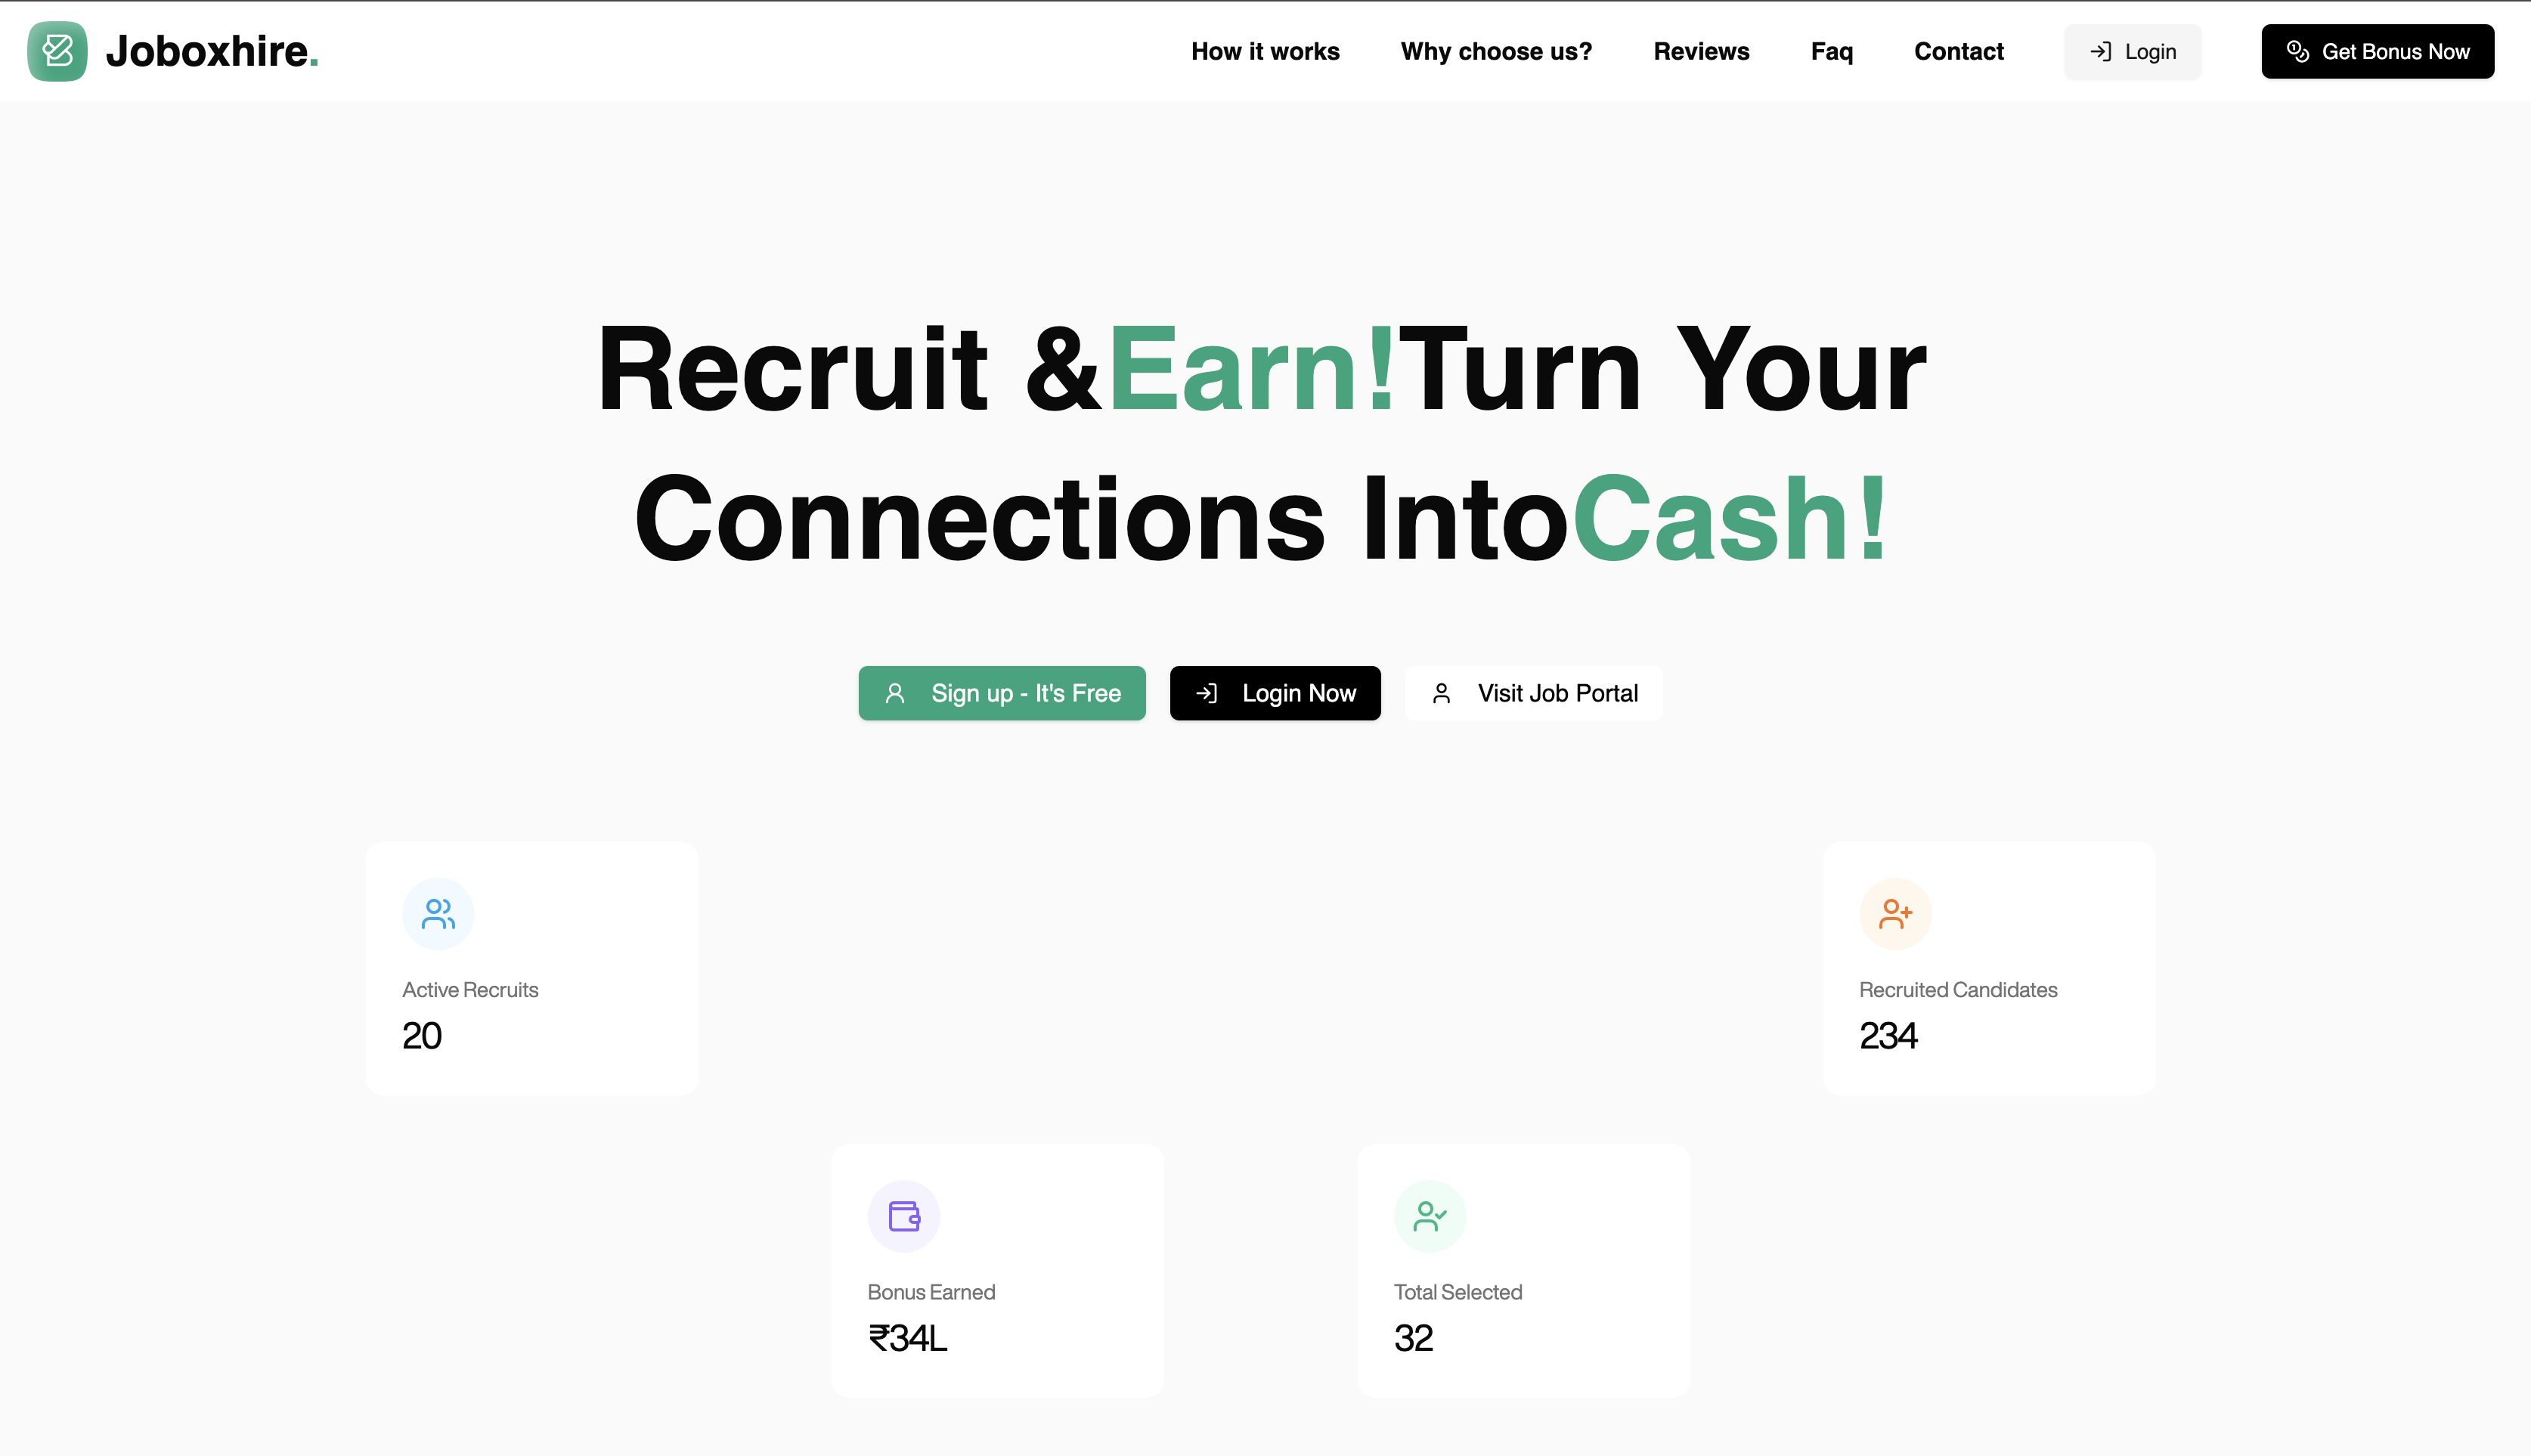 Joboxhire.
How it works
Why choose us?
Reviews
Faq
Contact
Login
Get Bonus Now
Recruit &Earn!Turn Your
Connections IntoCash!
Sign up - It's Free
Login Now
Visit Job Portal
Active Recruits
20
Recruited Candidates
234
Bonus Earned
₹34L
Total Selected
32